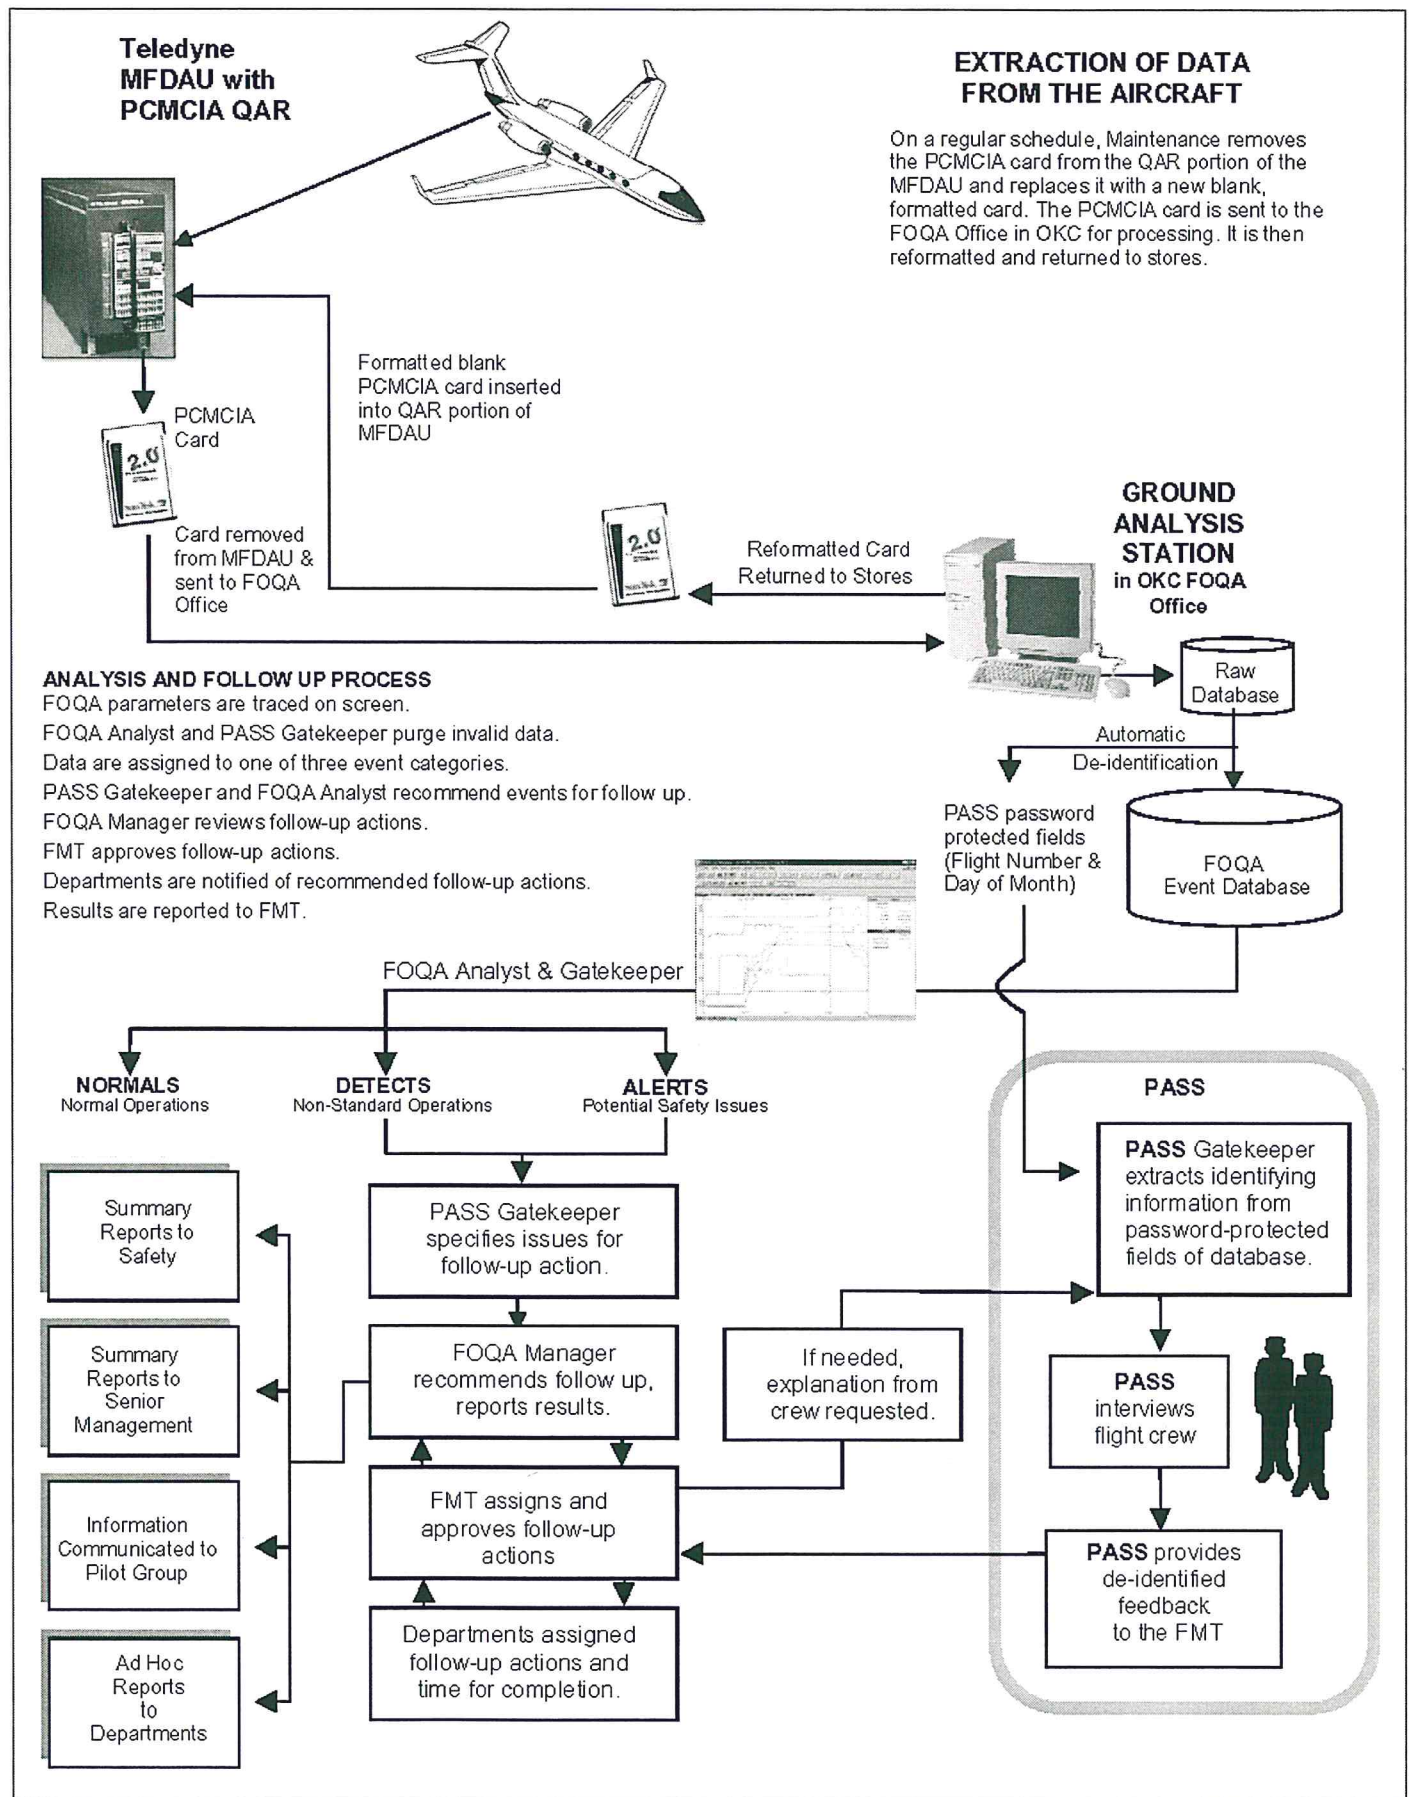 Teledyne
MFDAU with
PCMCIA QAR
EXTRACTION OF DATA
FROM THE AIRCRAFT
On a regular schedule, Maintenance removes
the PCMCIA card from the QAR portion of the
MFDAU and replaces it with a new blank,
formatted card. The PCMCIA card is sent to the
FOQA Office in OKC for processing. It is then
reformatted and returned to stores.
Formatted blank
PCMCIA card inserted
into QAR portion of
MFDAU
PCMCIA
Card
2.0
Card removed
from MFDAU &
sent to FOQA
Office
2.0
Reformatted Card
Returned to Stores
GROUND
ANALYSIS
STATION
in OKC FOQA
Office
Raw
Database
Automatic
De-identification
ANALYSIS AND FOLLOW UP PROCESS
FOQA parameters are traced on screen.
FOQA Analyst and PASS Gatekeeper purge invalid data.
Data are assigned to one of three event categories.
PASS Gatekeeper and FOQA Analyst recommend events for follow up.
FOQA Manager reviews follow-up actions.
FMT approves follow-up actions.
Departments are notified of recommended follow-up actions.
Results are reported to FMT.
PASS password
protected fields
(Flight Number &
Day of Month)
FOQA
Event Database
FOQA Analyst & Gatekeeper
NORMALS
Normal Operations
DETECTS
Non-Standard Operations
ALERTS
Potential Safety Issues
Summary
Reports to
Safety
Summary
Reports to
Senior
Management
Information
Communicated to
Pilot Group
Ad Hoc
Reports
to
Departments
PASS Gatekeeper
specifies issues for
follow-up action.
FOQA Manager
recommends follow up,
reports results.
FMT assigns and
approves follow-up
actions
Departments assigned
follow-up actions and
time for completion.
If needed,
explanation from
crew requested.
PASS
PASS Gatekeeper
extracts identifying
information from
password-protected
fields of database.
PASS
interviews
flight crew
PASS provides
de-identified
feedback
to the FMT